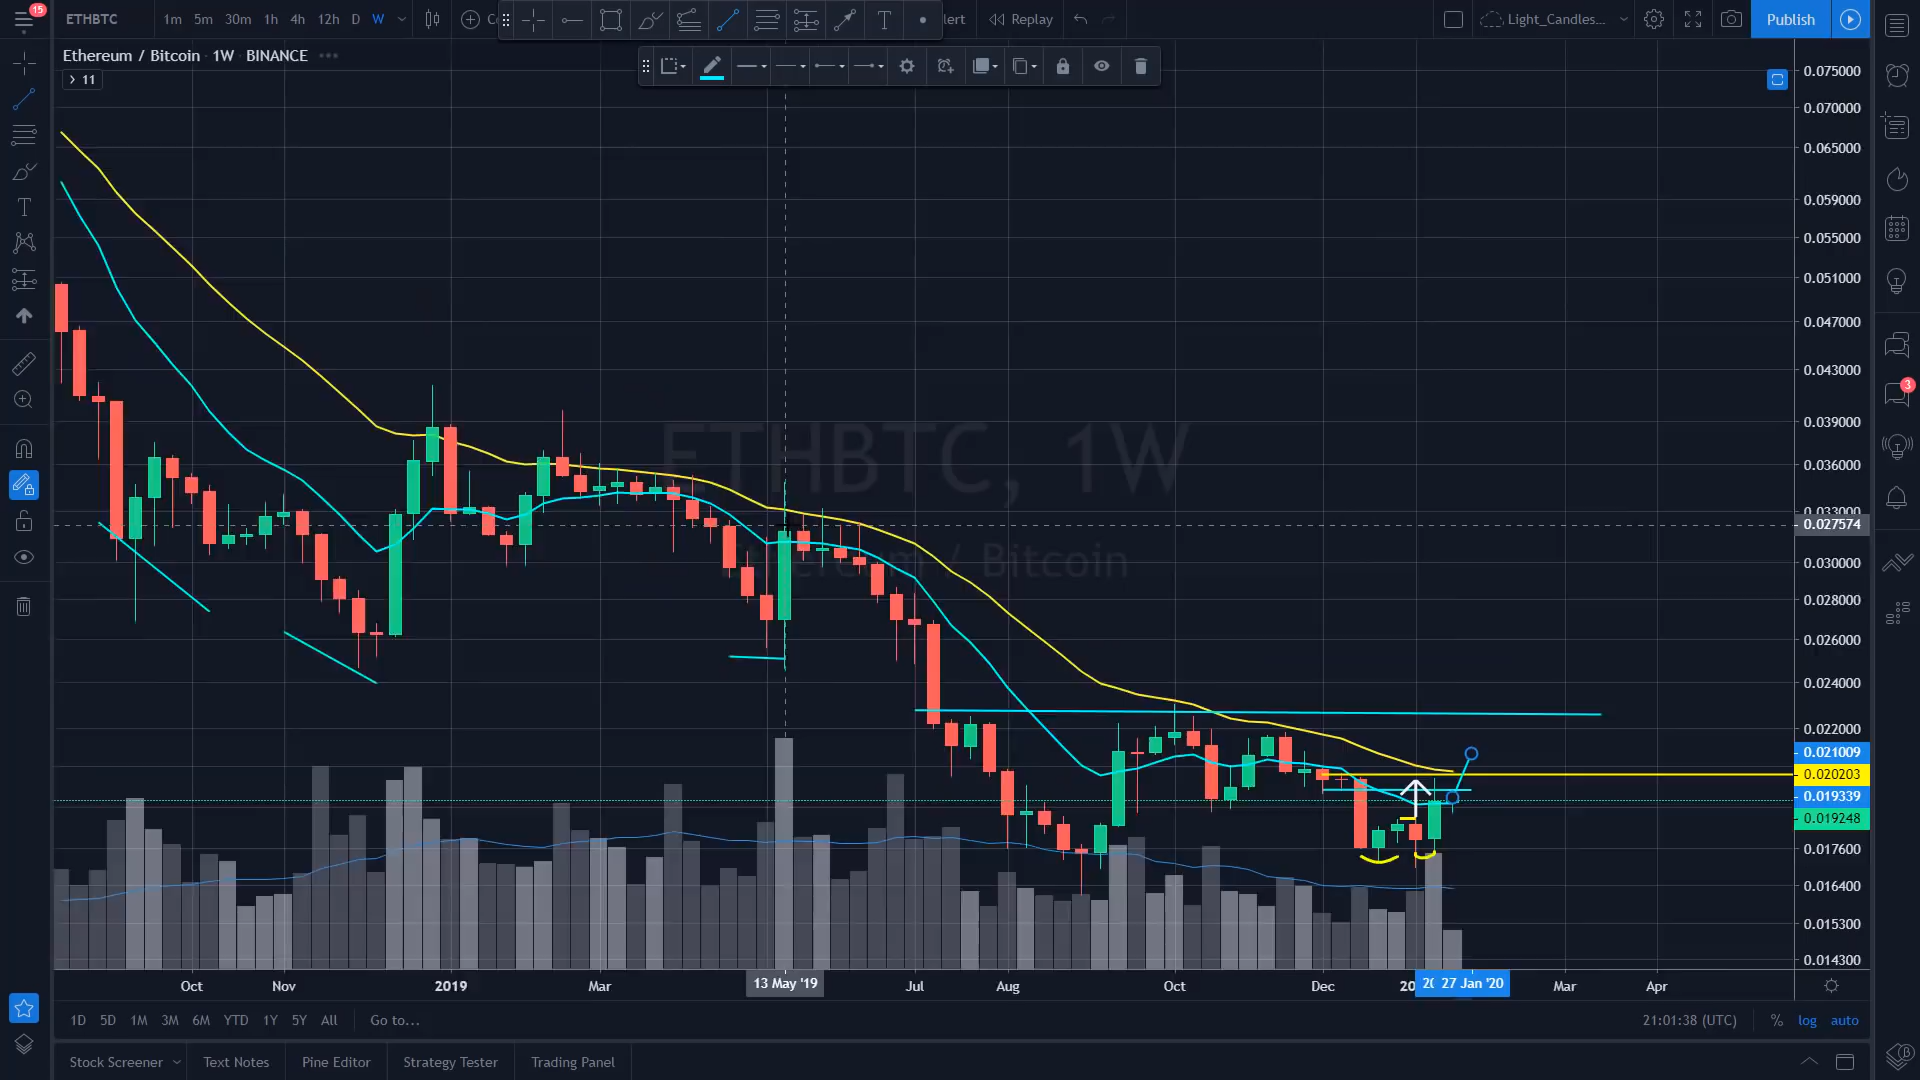 15
ETHBTC
1m 5m 30m 1h 4h 12h D W
Replay
Light_Candles...
Publish
Ethereum / Bitcoin 1W BINANCE
11
ETHBTC, 1W
Ethereum / Bitcoin
0.075000
0.070000
0.065000
0.059000
0.055000
0.051000
0.047000
0.043000
0.039000
0.036000
0.033000
0.027574
0.030000
0.028000
0.026000
0.024000
0.022000
0.021009
0.020203
0.019339
0.019248
0.017600
0.016400
0.015300
0.014300
3
Oct Nov 2019 Mar 13 May '19 Jul Aug Oct Dec 27 Jan '20 Mar Apr
1D 5D 1M 3M 6M YTD 1Y 5Y All Go to...
21:01:38 (UTC) % log auto
Stock Screener Text Notes Pine Editor Strategy Tester Trading Panel